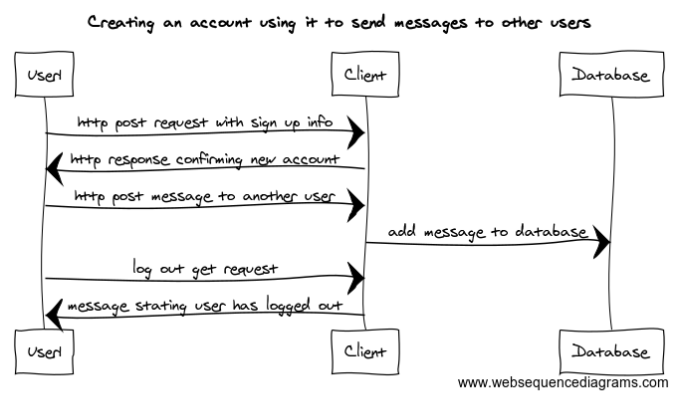 Creating an account using it to send messages to other users
User1
Client
Database
http post request with sign up info
http response confirming new account
http post message to another user
add message to database
log out get request
message stating user has logged out
User1
Client
Database
www.websequencediagrams.com